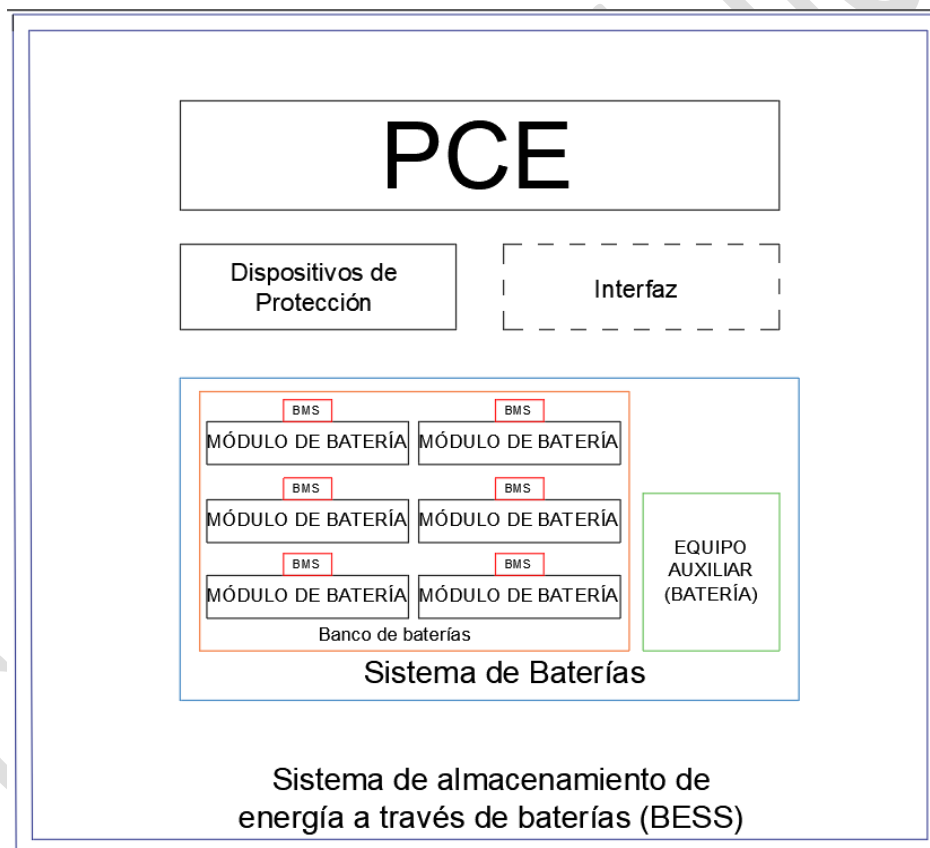 PCE
Dispositivos de
Protección
Interfaz
BMS
BMS
MÓDULO DE BATERÍA
MÓDULO DE BATERÍA
BMS
BMS
MÓDULO DE BATERÍA
MÓDULO DE BATERÍA
BMS
BMS
MÓDULO DE BATERÍA
MÓDULO DE BATERÍA
Banco de baterías
EQUIPO
AUXILIAR
(BATERÍA)
Sistema de Baterías
Sistema de almacenamiento de
energía a través de baterías (BESS)